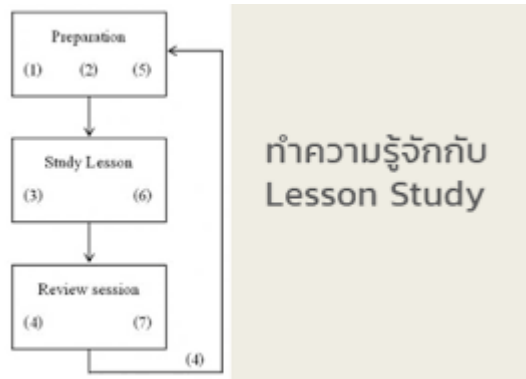 Preparation
(1) (2) (5)
Study Lesson
(3) (6)
Review session
(4) (7)
(4)
ทำความรู้จักกับ
Lesson Study